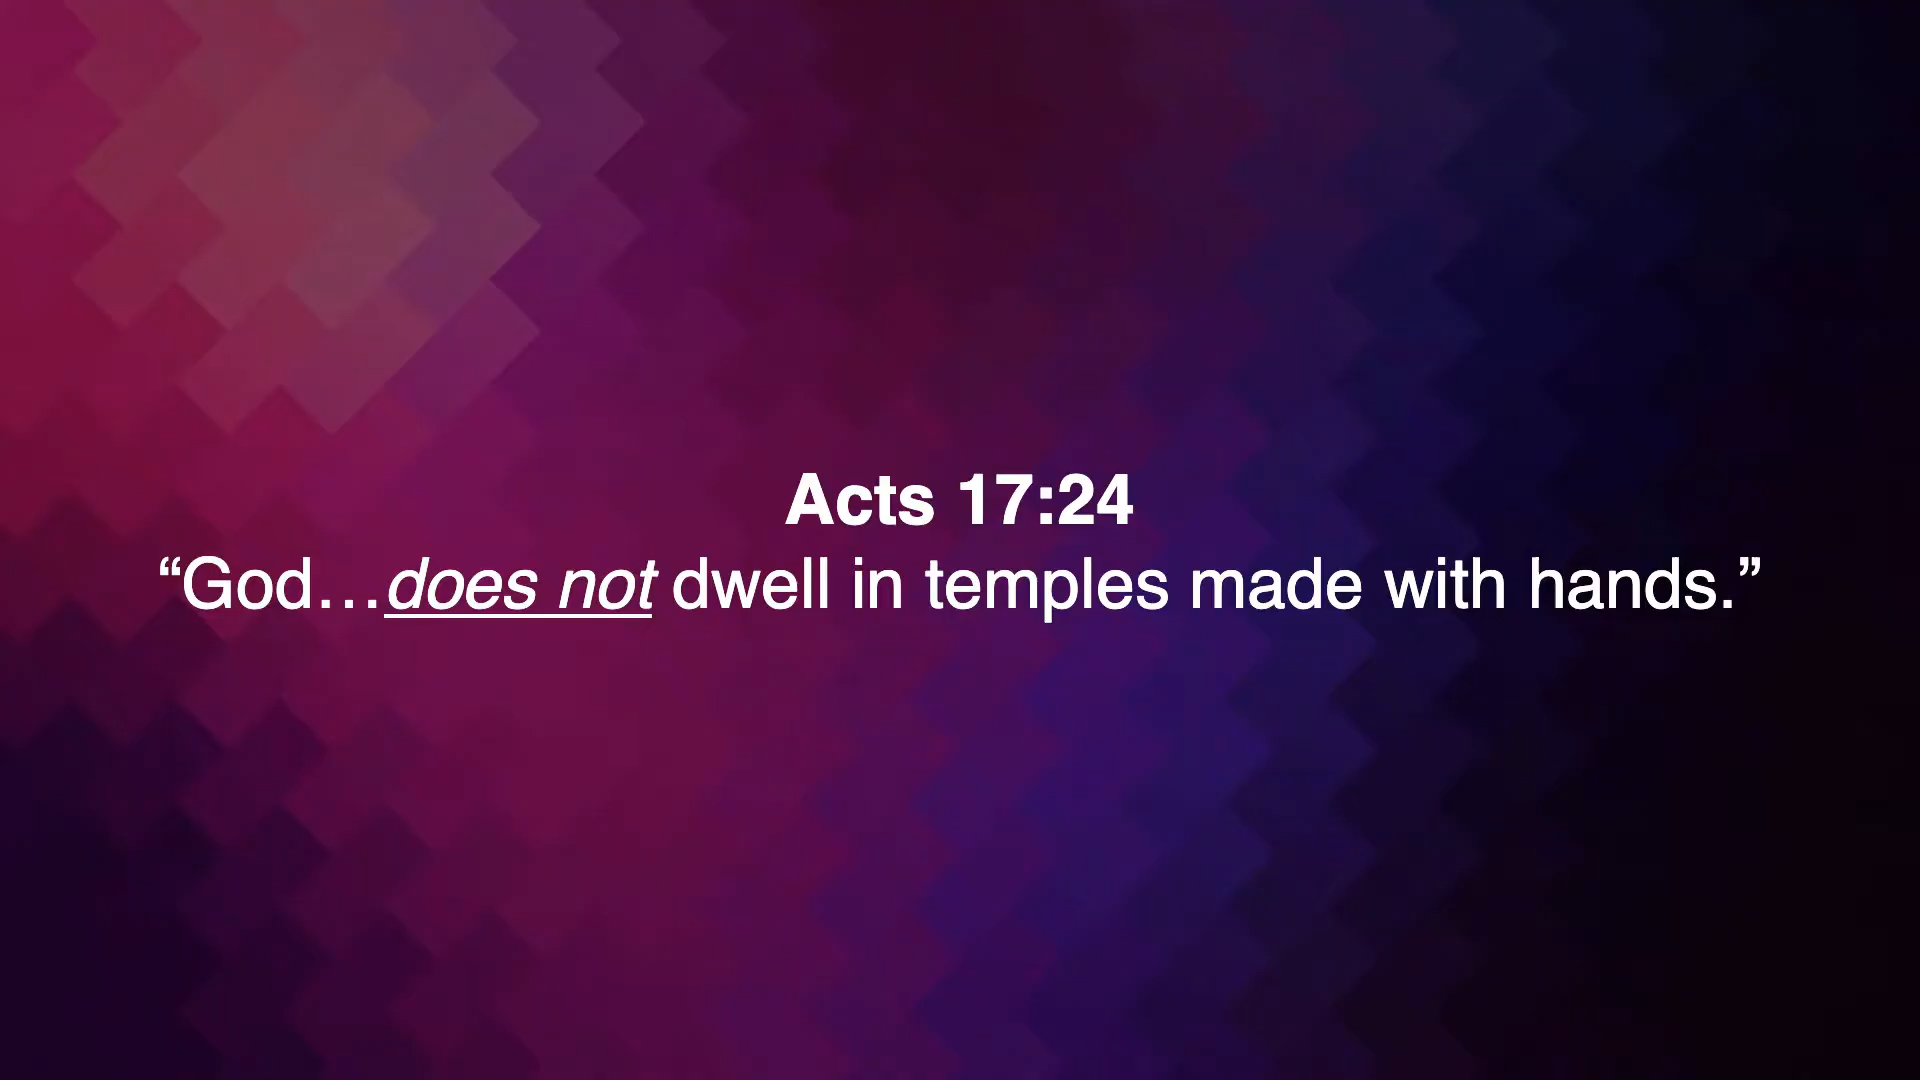 Acts 17:24
“God…does not dwell in temples made with hands.”